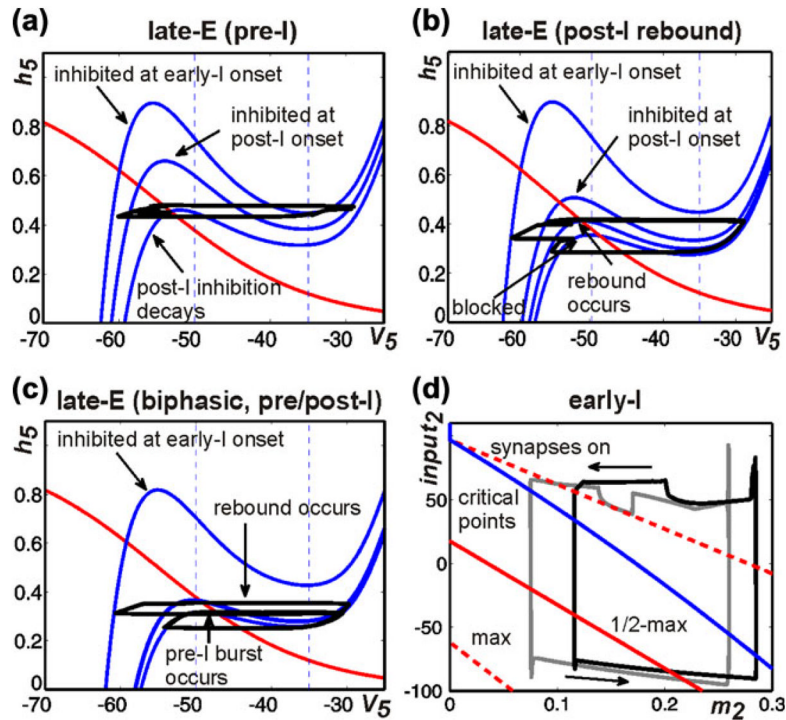 (a)
late-E (pre-I)
h5
inhibited at early-I onset
inhibited at
post-I onset
post-I inhibition
decays
0.8
0.6
0.4
0.2
0
-70
-60
-50
-40
-30
V5
(b)
late-E (post-I rebound)
h5
inhibited at early-I onset
inhibited at
post-I onset
rebound
occurs
blocked
0.8
0.6
0.4
0.2
0
-70
-60
-50
-40
-30
V5
(c)
late-E (biphasic, pre/post-I)
h5
inhibited at early-I onset
rebound occurs
pre-I burst
occurs
0.8
0.6
0.4
0.2
0
-70
-60
-50
-40
-30
V5
(d)
early-I
input2
synapses on
critical
points
1/2-max
max
50
0
-50
-100
0
0.1
0.2
0.3
m2